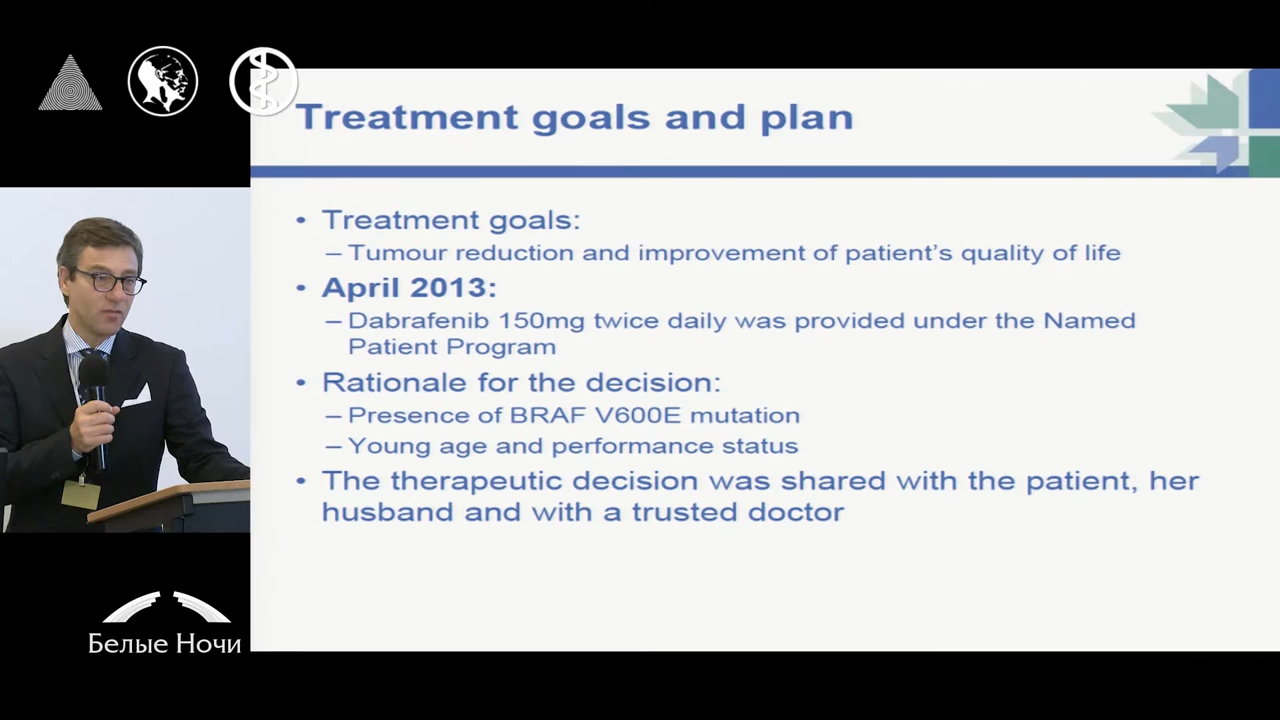 Treatment goals and plan
• Treatment goals:
– Tumour reduction and improvement of patient's quality of life
• April 2013:
– Dabrafenib 150mg twice daily was provided under the Named
Patient Program
• Rationale for the decision:
– Presence of BRAF V600E mutation
– Young age and performance status
• The therapeutic decision was shared with the patient, her
husband and with a trusted doctor
Белые Ночи